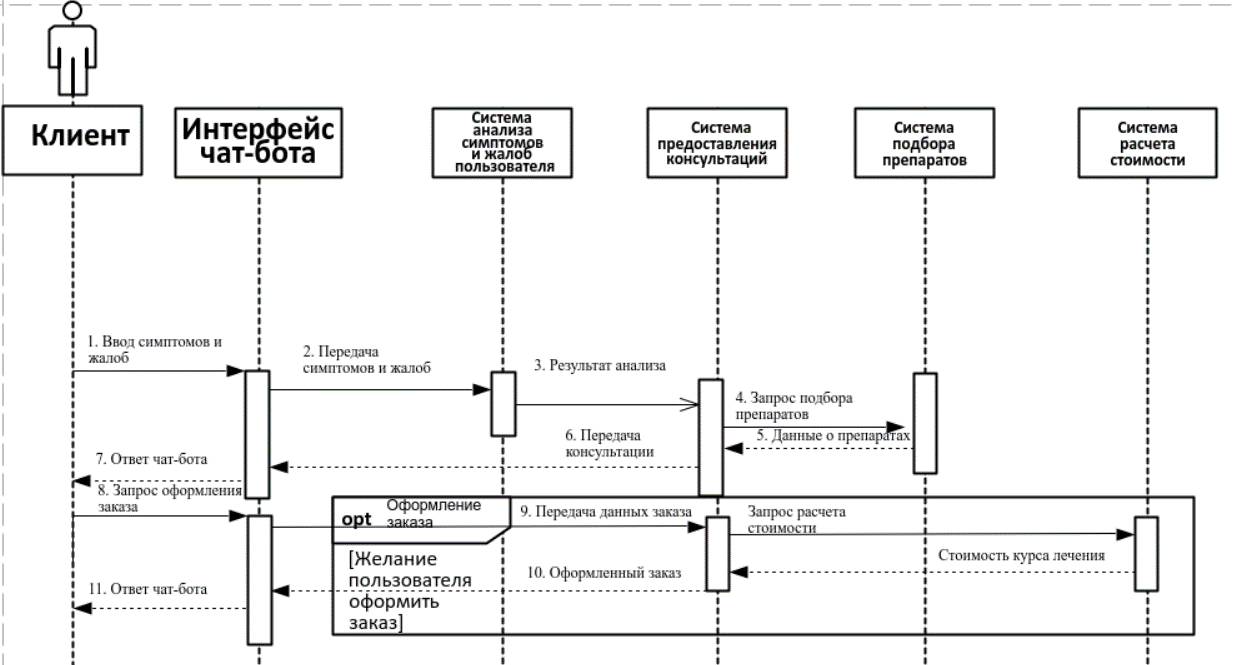 Клиент
Интерфейс
чат-бота
Система
анализа
симптомов
и жалоб
пользователя
Система
предоставления
консультаций
Система
подбора
препаратов
Система
расчета
стоимости
1. Ввод симптомов и
жалоб
2. Передача
симптомов и жалоб
3. Результат анализа
4. Запрос подбора
препаратов
5. Данные о препаратах
6. Передача
консультации
7. Ответ чат-бота
8. Запрос оформления
заказа
opt
Оформление
заказа
[Желание
пользователя
оформить
заказ]
9. Передача данных заказа
Запрос расчета
стоимости
Стоимость курса лечения
10. Оформленный заказ
11. Ответ чат-бота